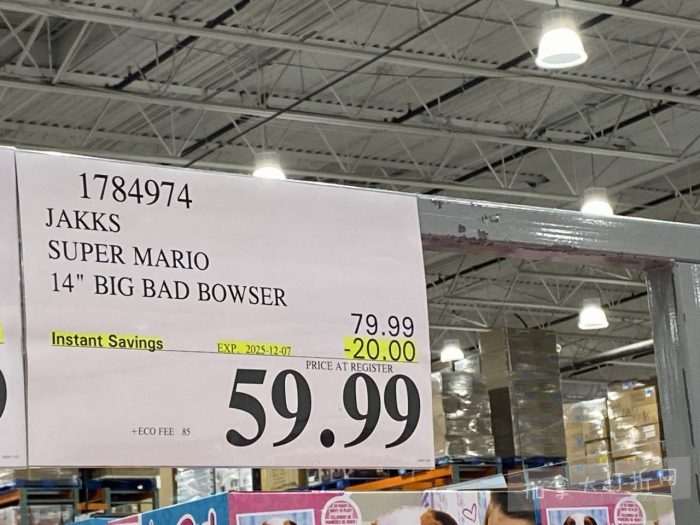 1784974
JAKKS
SUPER MARIO
14" BIG BAD BOWSER
79.99
Instant Savings EXP. 2025-12-07 -20.00
PRICE AT REGISTER
59.99
+ECO FEE 85